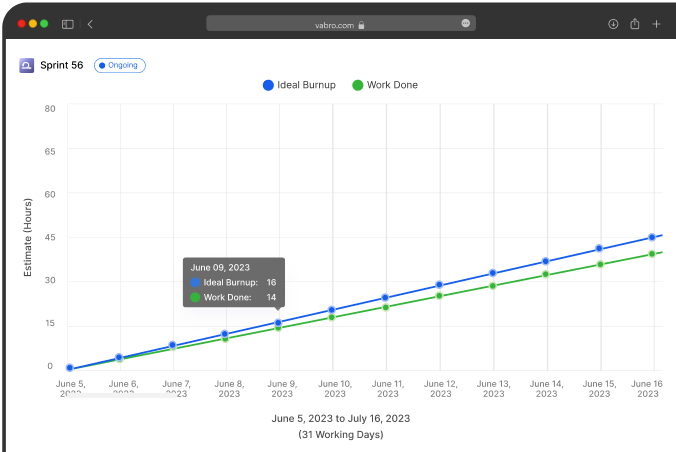 vabro.com
Sprint 56
Ongoing
Ideal Burnup
Work Done
80
65
60
45
30
15
0
Estimate (Hours)
June 09, 2023
Ideal Burnup: 16
Work Done: 14
June 5, 2023
June 6, 2023
June 7, 2023
June 8, 2023
June 9, 2023
June 10, 2023
June 11, 2023
June 12, 2023
June 13, 2023
June 14, 2023
June 15, 2023
June 16 2023
June 5, 2023 to July 16, 2023
(31 Working Days)